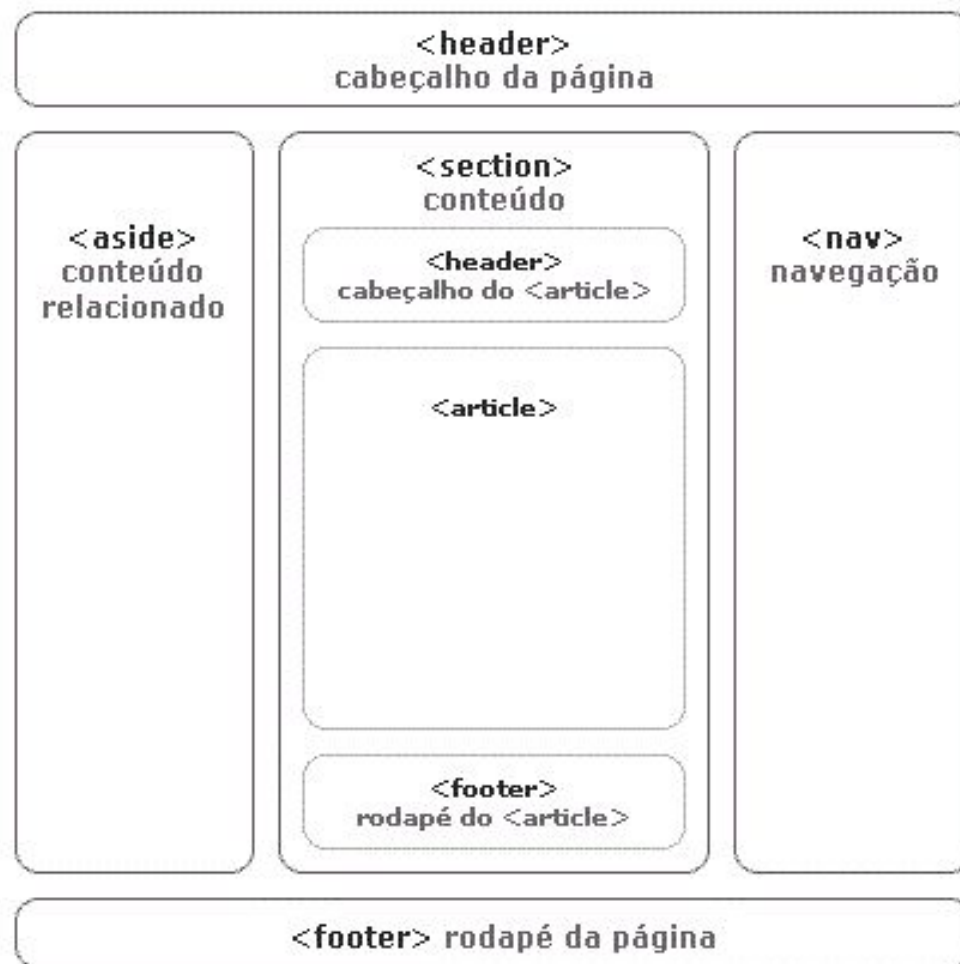 <header>
cabeçalho da página
<aside>
conteúdo
relacionado
<section>
conteúdo
<header>
cabeçalho do <article>
<article>
<footer>
rodapé do <article>
<nav>
navegação
<footer> rodapé da página